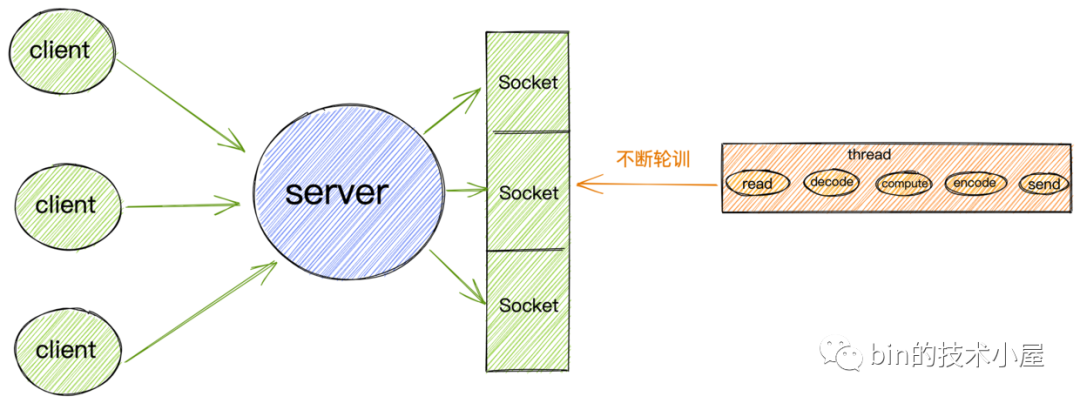 client
client
client
server
Socket
Socket
Socket
不断轮训
thread
read
decode
compute
encode
send
bin的技术小屋